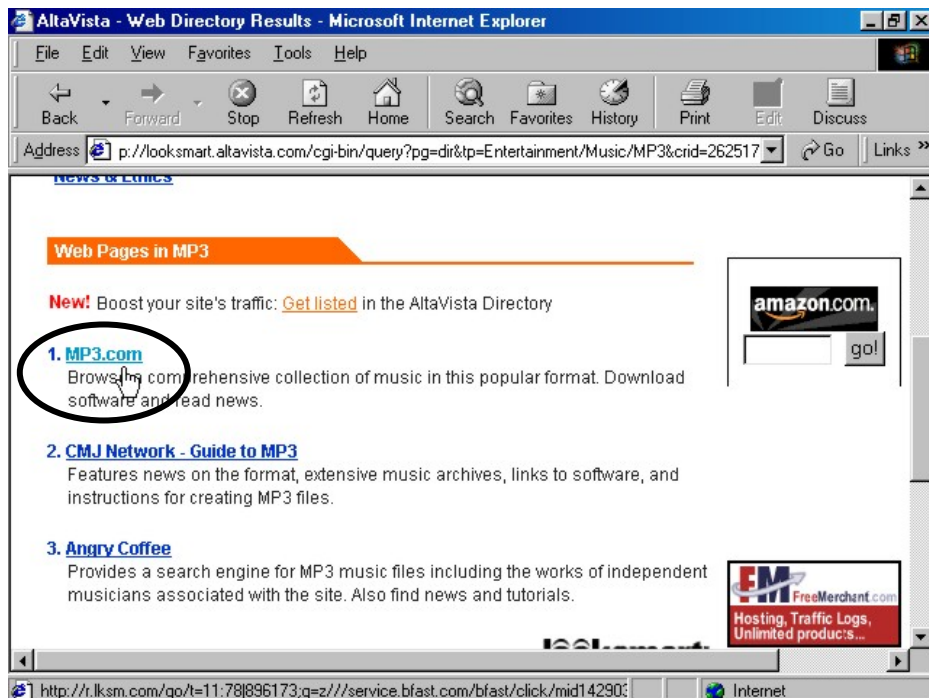 AltaVista - Web Directory Results - Microsoft Internet Explorer
File Edit View Favorites Tools Help
Back Forward Stop Refresh Home Search Favorites History Print Edit Discuss
Address p://looksmart.altavista.com/cgi-bin/query?pg=dir&tp=Entertainment/Music/MP3&crid=262517 Go Links »
News & Ethics
Web Pages in MP3
New! Boost your site's traffic: Get listed in the AltaVista Directory
amazon.com.
go!
1. MP3.com
Browse a comprehensive collection of music in this popular format. Download
software and read news.
2. CMJ Network - Guide to MP3
Features news on the format, extensive music archives, links to software, and
instructions for creating MP3 files.
3. Angry Coffee
Provides a search engine for MP3 music files including the works of independent
musicians associated with the site. Also find news and tutorials.
FM FreeMerchant.com
Hosting, Traffic Logs,
Unlimited products...
looksmart
http://r.lksm.com/go/t=11:78|896173;g=z///service.bfast.com/bfast/click/mid14290 Internet